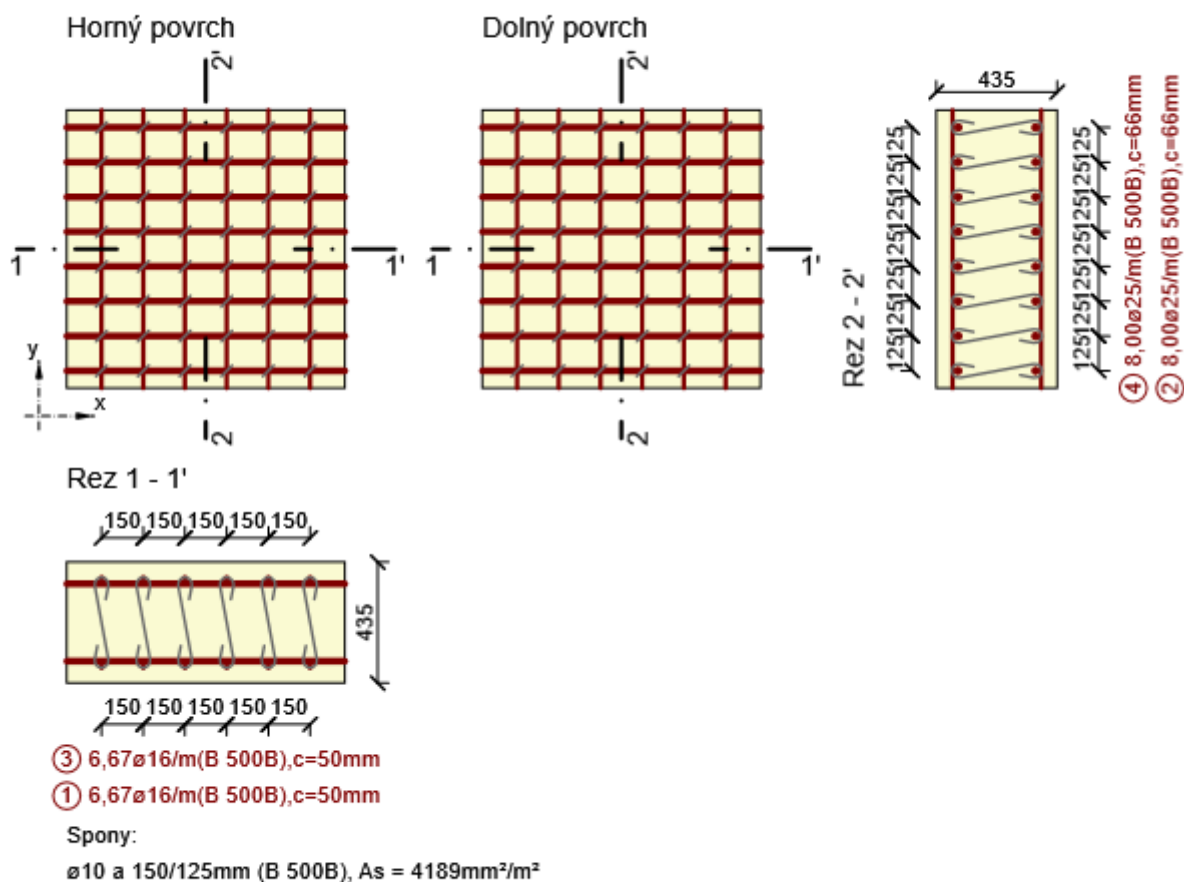 Horný povrch
Dolný povrch
2'
2'
435
1
1'
1
1'
y
x
2
2
125
125
125
125
125
125
125
125
125
125
125
125
125
125
Rez 2 - 2'
④ 8,00ø25/m(B 500B),c=66mm
② 8,00ø25/m(B 500B),c=66mm
Rez 1 - 1'
150 150 150 150 150
435
150 150 150 150 150
③ 6,67ø16/m(B 500B),c=50mm
① 6,67ø16/m(B 500B),c=50mm
Spony:
ø10 a 150/125mm (B 500B), As = 4189mm²/m²